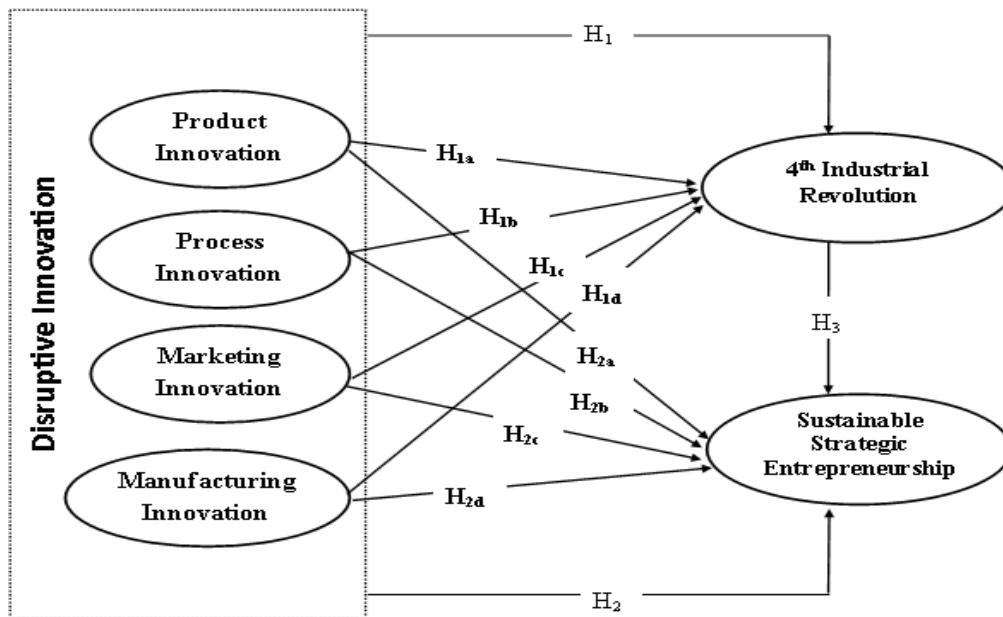 Disruptive Innovation
H₁
Product
Innovation
H₁ₐ
4ᵗʰ Industrial
Revolution
Process
Innovation
H₁b
H₁c
H₁d
H₃
Marketing
Innovation
H₂ₐ
H₂b
H₂c
Sustainable
Strategic
Entrepreneurship
Manufacturing
Innovation
H₂d
H₂